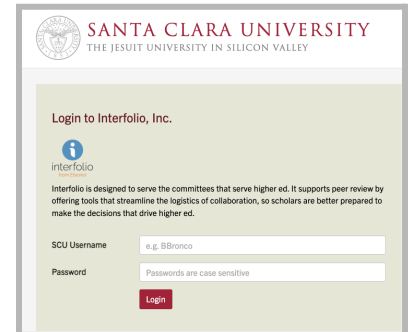 SANTA CLARA UNIVERSITY
THE JESUIT UNIVERSITY IN SILICON VALLEY
Login to Interfolio, Inc.
interfolio
from Elsevier
Interfolio is designed to serve the committees that serve higher ed. It supports peer review by
offering tools that streamline the logistics of collaboration, so scholars are better prepared to
make the decisions that drive higher ed.
SCU Username
e.g. BBronco
Password
Passwords are case sensitive
Login